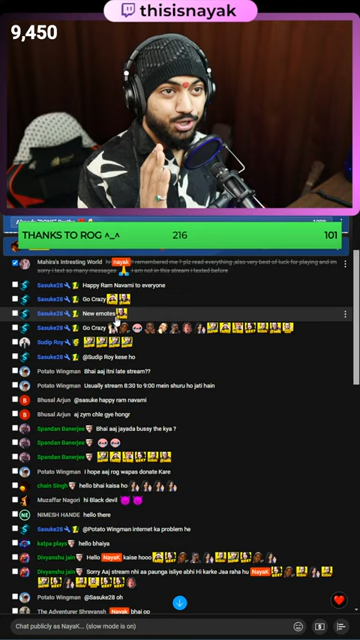 thisisnayak
9,450
THANKS TO ROG ^_^ 216 101
Mahira's Intresting World hi nayak remembered me ? plz read everything ,also very best of luck for playing and im
sorry i text so many messages i am not in this stream i texted before
Sasuke28 Happy Ram Navami to everyone
Sasuke28 Go Crazy
Sasuke28 New emotes
Sasuke28 Go Crazy
Sudip Roy
Potato Wingman Bhai aaj itni late stream??
Sasuke28 @Sudip Roy kese ho
Potato Wingman Usually stream 8:30 to 9:00 mein shuru ho jati hain
B Bhusal Arjun @sasuke happy ram navami
B Bhusal Arjun aj zym chle gye hongr
Spandan Banerjee Bhai aaj jayada bussy the kya ?
Spandan Banerjee
Spandan Banerjee
Potato Wingman I hope aaj rog wapas donate Kare
chain Singh hello bhai kaisa ho
Muzaffar Nagori hi Black devil
NE NIMESH HANDE hello there
Sasuke28 @Potato Wingman internet ka problem he
katpa plays hello bhaiya
Divyanshu jain Hello NayaK kaise hooo
Divyanshu jain Sorry Aaj stream nhi aa paunga isliye abhi Hi karke Jaa raha hu NayaK
Potato Wingman @Sasuke28 oh
The Adventurer Shreyansh Nayak bhai op
Chat publicly as NayaK... (slow mode is on)